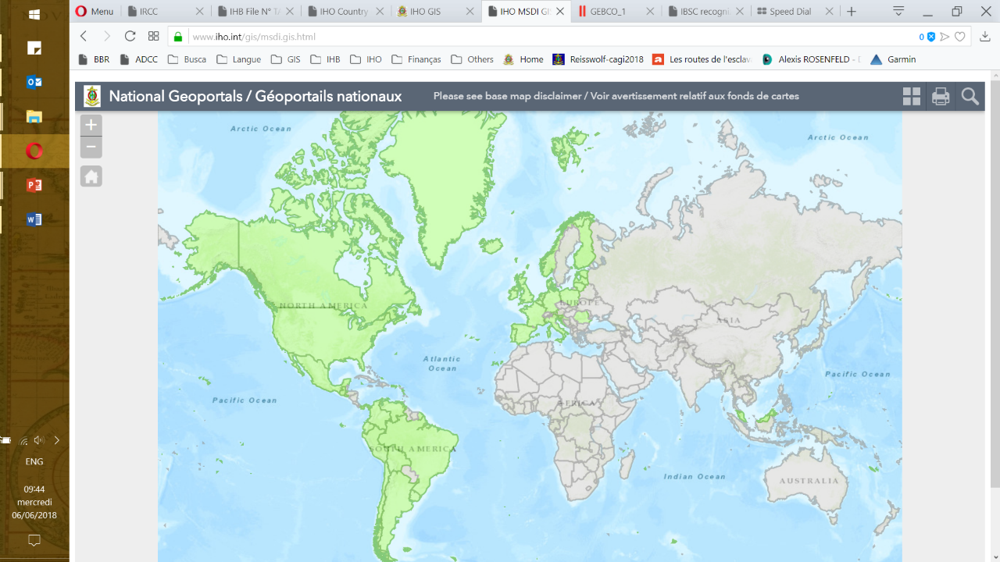 Menu
IRCC
IHB File N° TA
IHO Country
IHO GIS
IHO MSDI GIS
GEBCO_1
IBSC recogni
Speed Dial
www.iho.int/gis/msdi.gis.html
0
BBR
ADCC
Busca
Langue
GIS
IHB
IHO
Finanças
Others
Home
Reisswolf-cagi2018
Les routes de l'esclav
Alexis ROSENFELD -
Garmin
National Geoportals / Géoportails nationaux
Please see base map disclaimer / Voir avertissement relatif aux fonds de cartes
Arctic Ocean
Arctic Ocean
NORTH AMERICA
EUROPE
ASIA
Atlantic
Ocean
Pacific Ocean
Pacific Ocean
AFRICA
SOUTH AMERICA
Indian Ocean
AUSTRALIA
ENG
09:44
mercredi
06/06/2018